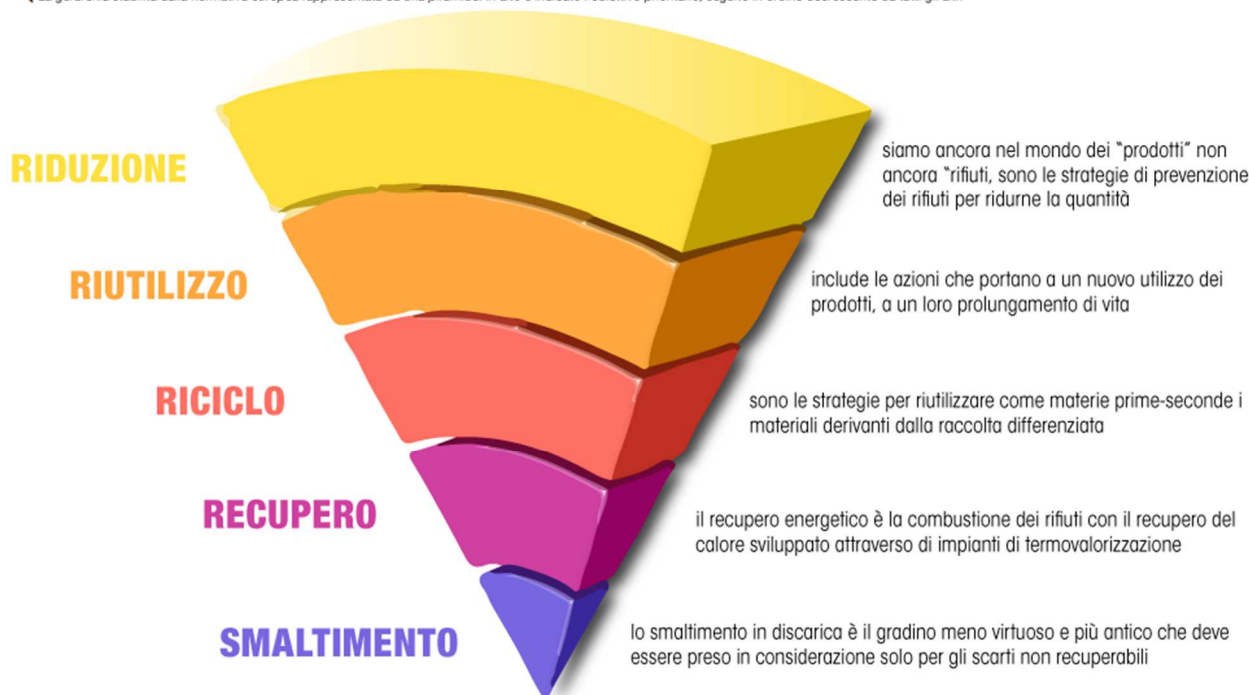 RIDUZIONE
siamo ancora nel mondo dei "prodotti" non
ancora "rifiuti, sono le strategie di prevenzione
dei rifiuti per ridurne la quantità
RIUTILIZZO
include le azioni che portano a un nuovo utilizzo dei
prodotti, a un loro prolungamento di vita
RICICLO
sono le strategie per riutilizzare come materie prime-seconde i
materiali derivanti dalla raccolta differenziata
RECUPERO
il recupero energetico è la combustione dei rifiuti con il recupero del
calore sviluppato attraverso di impianti di termovalorizzazione
SMALTIMENTO
lo smaltimento in discarica è il gradino meno virtuoso e più antico che deve
essere preso in considerazione solo per gli scarti non recuperabili